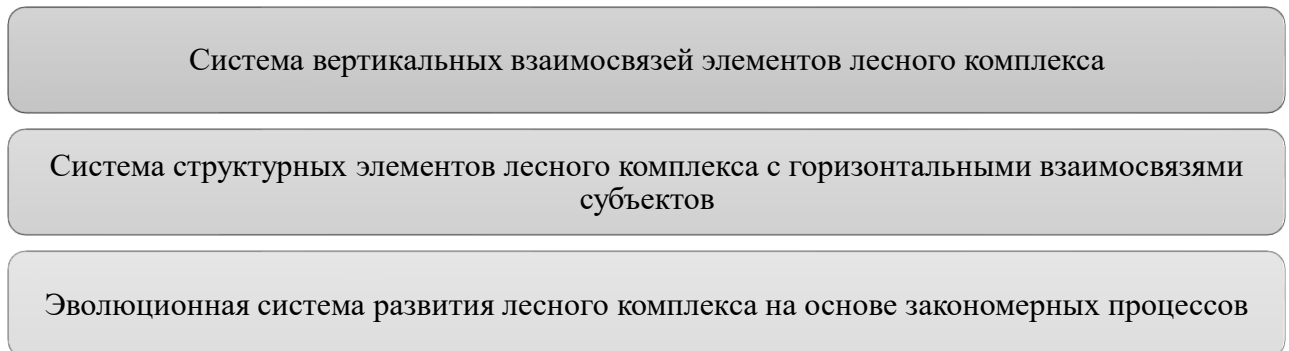 Система вертикальных взаимосвязей элементов лесного комплекса
Система структурных элементов лесного комплекса с горизонтальными взаимосвязями
субъектов
Эволюционная система развития лесного комплекса на основе закономерных процессов